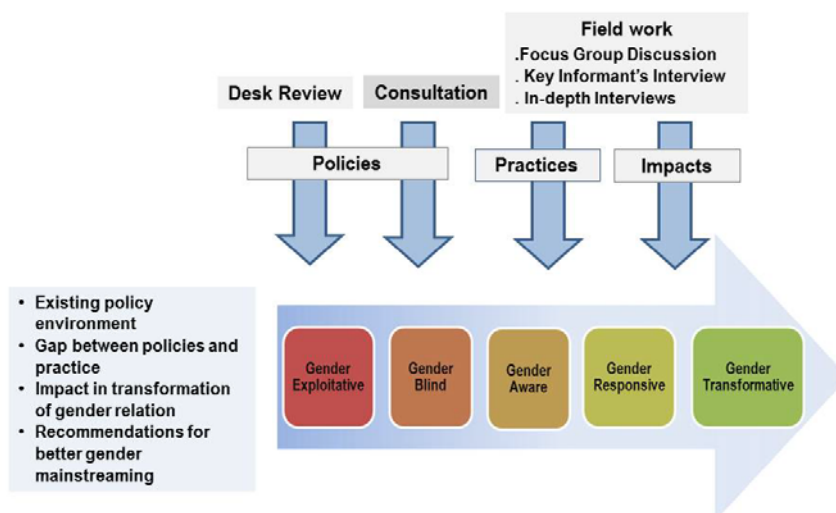 Field work
.Focus Group Discussion
. Key Informant's Interview
. In-depth Interviews
Desk Review
Consultation
Policies
Practices
Impacts
• Existing policy
environment
• Gap between policies and
practice
• Impact in transformation
of gender relation
• Recommendations for
better gender
mainstreaming
Gender
Exploitative
Gender
Blind
Gender
Aware
Gender
Responsive
Gender
Transformative